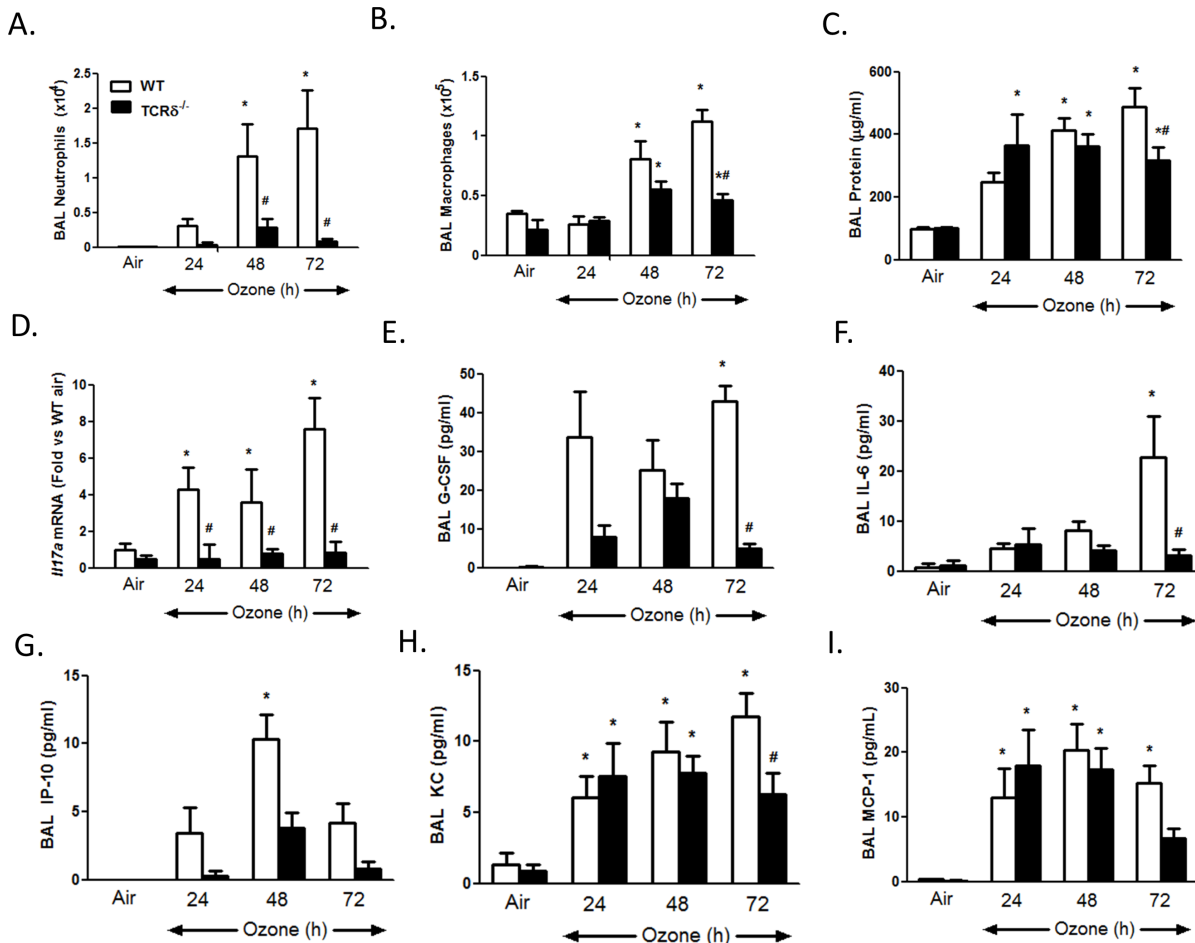 A.
BAL Neutrophils (x10⁴)
2.5
2
1.5
1
0.5
0
WT
TCRδ⁻/⁻
*
*
#
#
Air
24
48
72
Ozone (h)
B.
BAL Macrophages (x10⁵)
1.5
1
0.5
0
*
*
*
*#
Air
24
48
72
Ozone (h)
C.
BAL Protein (µg/ml)
600
400
200
0
*
*
*
*
*#
Air
24
48
72
Ozone (h)
D.
Il17a mRNA (Fold vs WT air)
10
8
6
4
2
0
*
#
*
#
*
#
Air
24
48
72
Ozone (h)
E.
BAL G-CSF (pg/ml)
50
40
30
20
10
0
*
#
Air
24
48
72
Ozone (h)
F.
BAL IL-6 (pg/ml)
40
30
20
10
0
*
#
Air
24
48
72
Ozone (h)
G.
BAL IP-10 (pg/ml)
15
10
5
0
*
Air
24
48
72
Ozone (h)
H.
BAL KC (pg/ml)
15
10
5
0
*
*
*
*
*
#
Air
24
48
72
Ozone (h)
I.
BAL MCP-1 (pg/mL)
30
20
10
0
*
*
*
*
*
Air
24
48
72
Ozone (h)